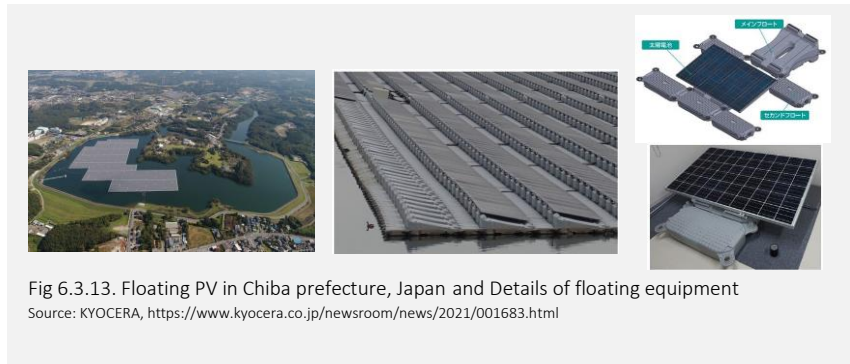 メインフロート
太陽電池
セカンドフロート
Fig 6.3.13. Floating PV in Chiba prefecture, Japan and Details of floating equipment
Source: KYOCERA, https://www.kyocera.co.jp/newsroom/news/2021/001683.html